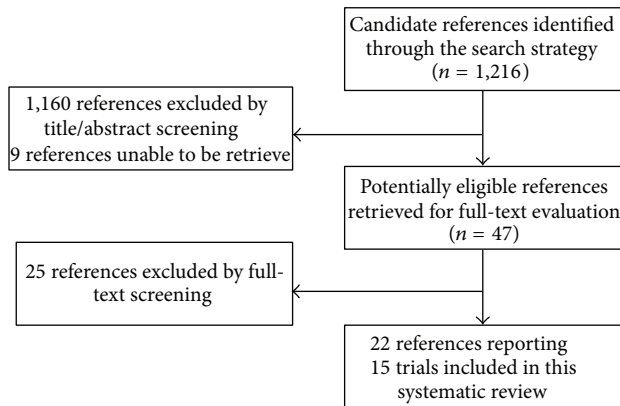 Candidate references identified
through the search strategy
(n = 1,216)
1,160 references excluded by
title/abstract screening
9 references unable to be retrieve
Potentially eligible references
retrieved for full-text evaluation
(n = 47)
25 references excluded by full-
text screening
22 references reporting
15 trials included in this
systematic review